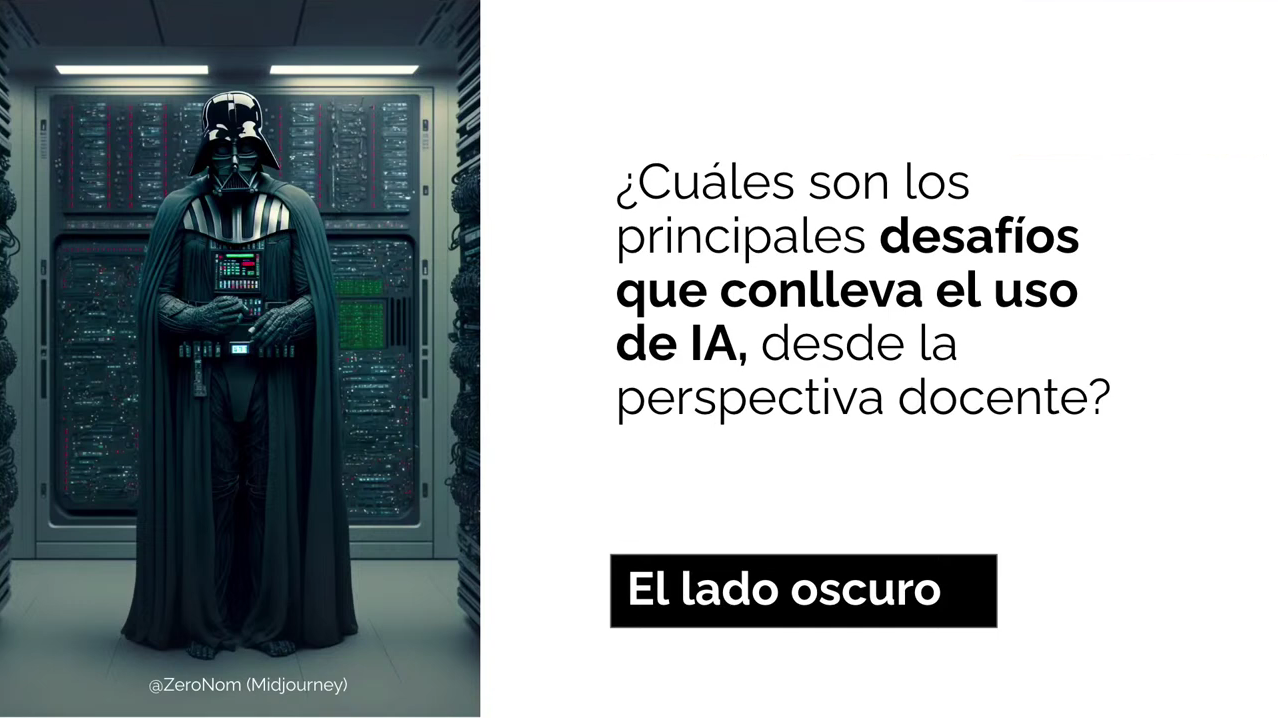 ¿Cuáles son los
principales desafíos
que conlleva el uso
de IA, desde la
perspectiva docente?
El lado oscuro
@ZeroNom (Midjourney)